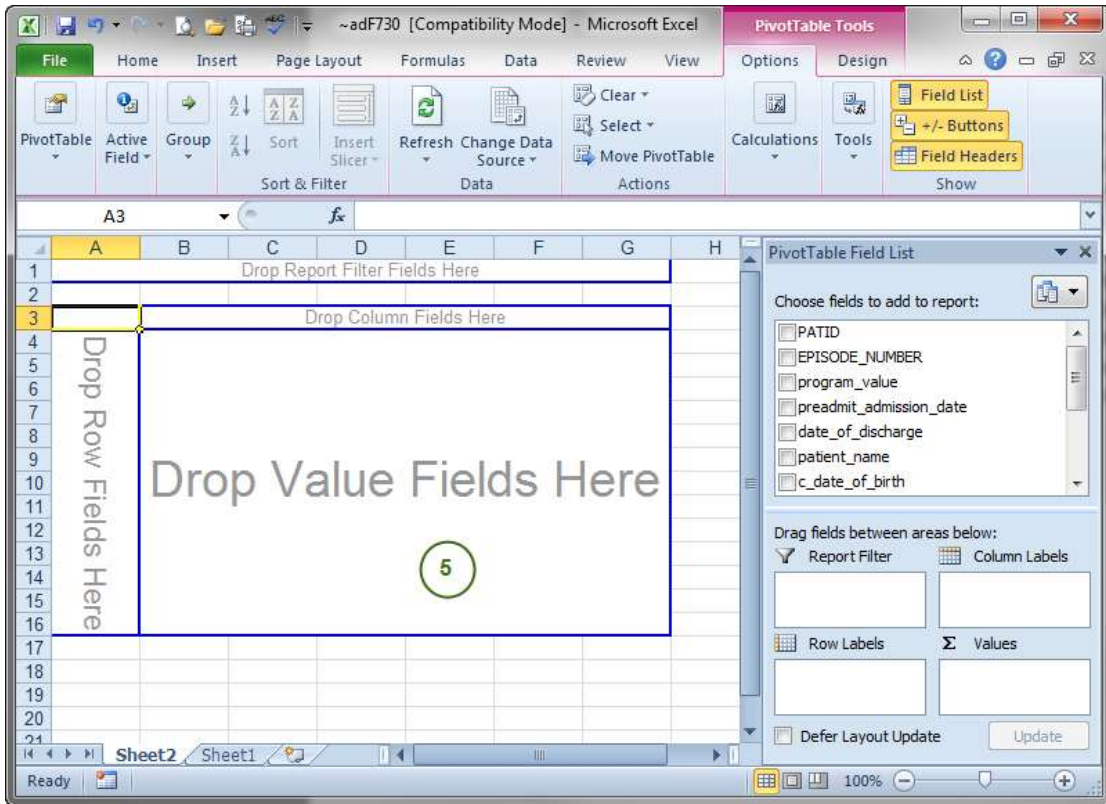 ~adF730 [Compatibility Mode] - Microsoft Excel
PivotTable Tools
File Home Insert Page Layout Formulas Data Review View Options Design
PivotTable
Active Field
Group
A Z
Z A
Sort
Insert Slicer
Sort & Filter
Refresh
Change Data Source
Data
Clear
Select
Move PivotTable
Actions
Calculations
Tools
Field List
+/- Buttons
Field Headers
Show
A3
fx
A B C D E F G H
1
2
3
4
5
6
7
8
9
10
11
12
13
14
15
16
17
18
19
20
21
Drop Report Filter Fields Here
Drop Column Fields Here
Drop Row Fields Here
Drop Value Fields Here
5
PivotTable Field List
Choose fields to add to report:
PATID
EPISODE_NUMBER
program_value
preadmit_admission_date
date_of_discharge
patient_name
c_date_of_birth
Drag fields between areas below:
Report Filter
Column Labels
Row Labels
Σ Values
Defer Layout Update
Update
Sheet2 Sheet1
Ready
100%